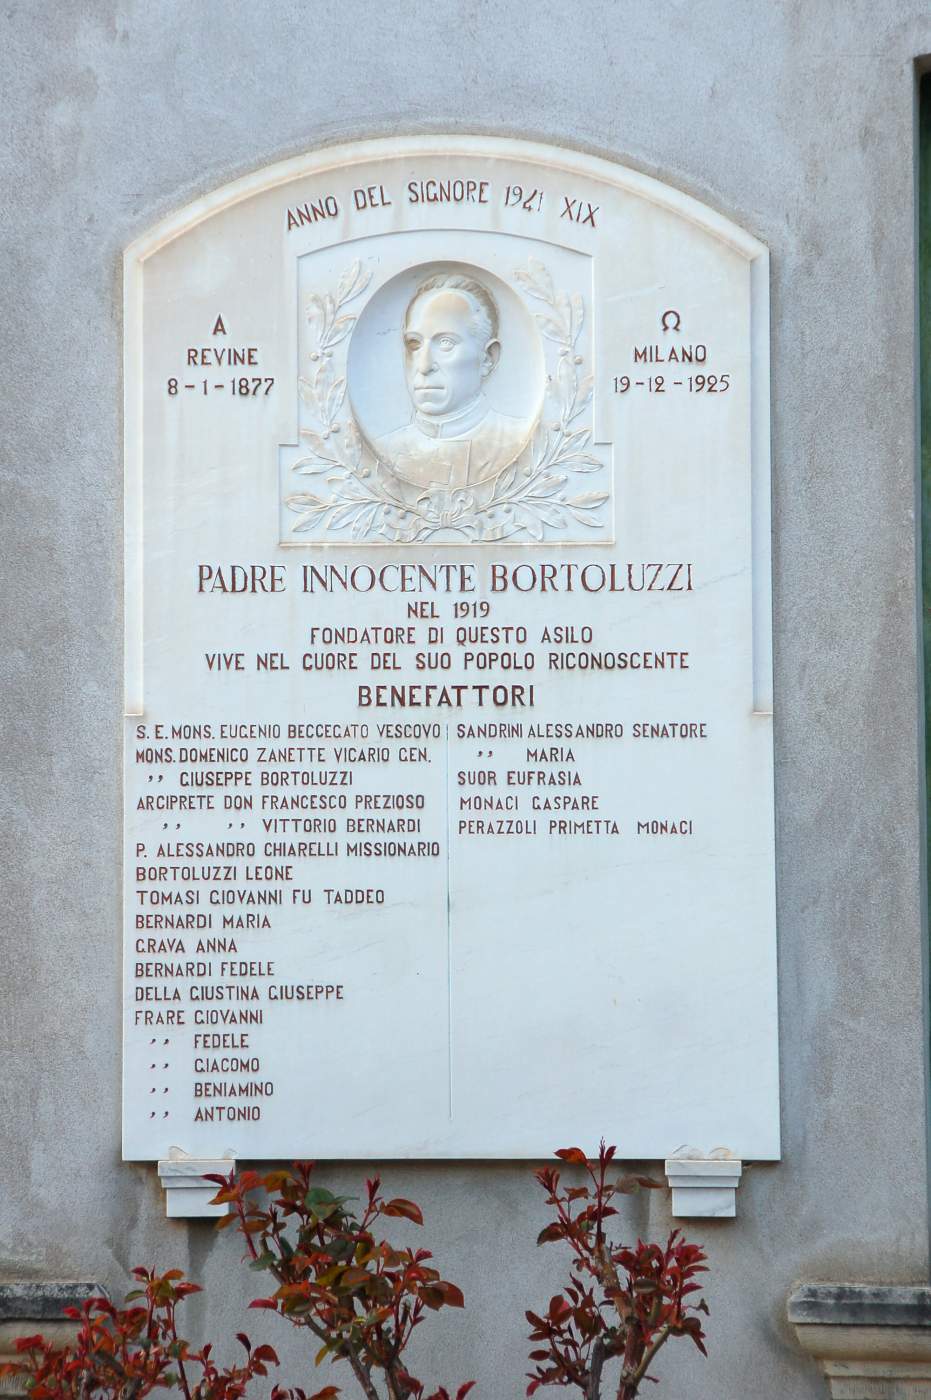 ANNO DEL SIGNORE 1941 XIX
A
REVINE
8-1-1877
Ω
MILANO
19-12-1925
PADRE INNOCENTE BORTOLUZZI
NEL 1919
FONDATORE DI QUESTO ASILO
VIVE NEL CUORE DEL SUO POPOLO RICONOSCENTE
BENEFATTORI
S.E.MONS. EUGENIO BECCEGATO VESCOVO
MONS. DOMENICO ZANETTE VICARIO GEN.
,, GIUSEPPE BORTOLUZZI
ARCIPRETE DON FRANCESCO PREZIOSO
,, ,, VITTORIO BERNARDI
P. ALESSANDRO CHIARELLI MISSIONARIO
BORTOLUZZI LEONE
TOMASI GIOVANNI FU TADDEO
BERNARDI MARIA
GRAVA ANNA
BERNARDI FEDELE
DELLA GIUSTINA GIUSEPPE
FRARE GIOVANNI
,, FEDELE
,, GIACOMO
,, BENIAMINO
,, ANTONIO
SANDRINI ALESSANDRO SENATORE
,, MARIA
SUOR EUFRASIA
MONACI GASPARE
PERAZZOLI PRIMETTA MONACI